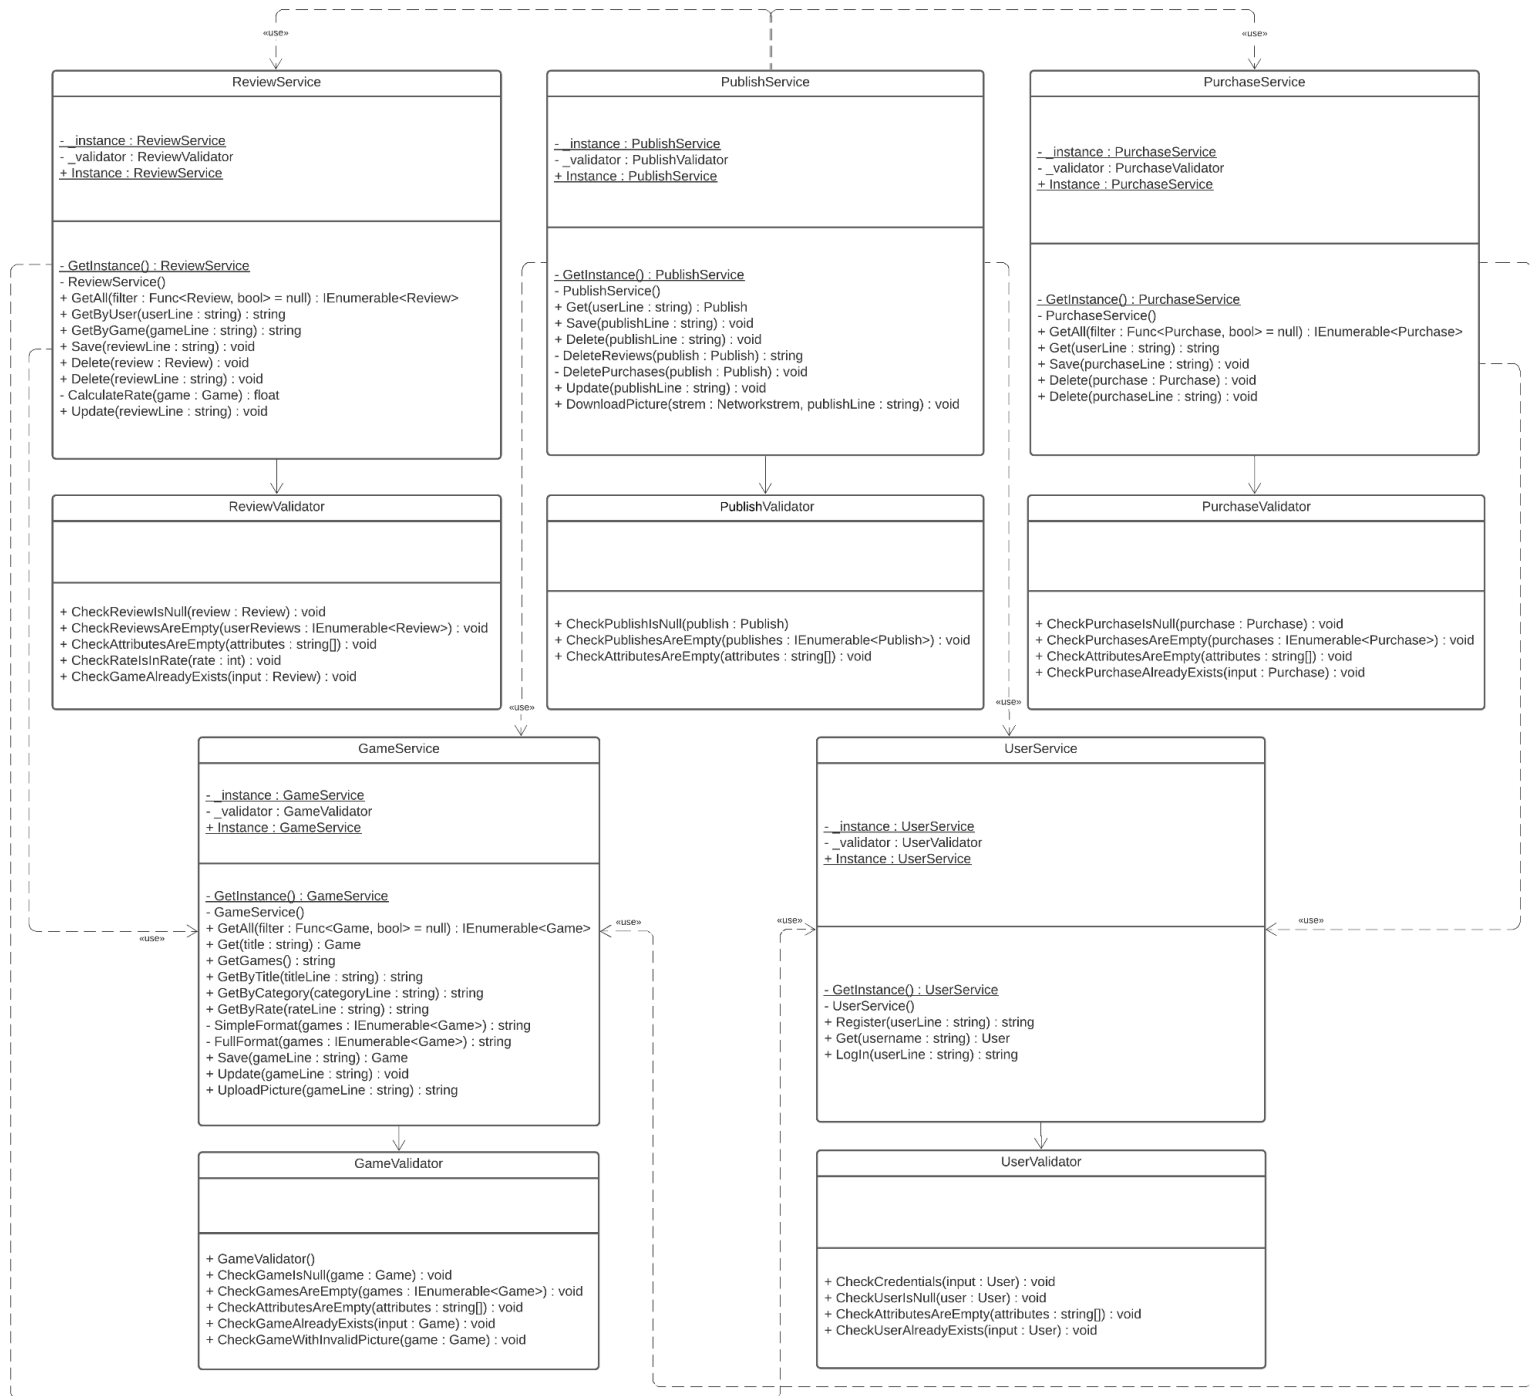 «use»
«use»
ReviewService
- _instance : ReviewService
- _validator : ReviewValidator
+ Instance : ReviewService
- GetInstance() : ReviewService
- ReviewService()
+ GetAll(filter : Func<Review, bool> = null) : IEnumerable<Review>
+ GetByUser(userLine : string) : string
+ GetByGame(gameLine : string) : string
+ Save(reviewLine : string) : void
+ Delete(review : Review) : void
+ Delete(reviewLine : string) : void
- CalculateRate(game : Game) : float
+ Update(reviewLine : string) : void
PublishService
- _instance : PublishService
- _validator : PublishValidator
+ Instance : PublishService
- GetInstance() : PublishService
- PublishService()
+ Get(userLine : string) : Publish
+ Save(publishLine : string) : void
+ Delete(publishLine : string) : void
- DeleteReviews(publish : Publish) : string
- DeletePurchases(publish : Publish) : void
+ Update(publishLine : string) : void
+ DownloadPicture(strem : Networkstrem, publishLine : string) : void
PurchaseService
- _instance : PurchaseService
- _validator : PurchaseValidator
+ Instance : PurchaseService
- GetInstance() : PurchaseService
- PurchaseService()
+ GetAll(filter : Func<Purchase, bool> = null) : IEnumerable<Purchase>
+ Get(userLine : string) : string
+ Save(purchaseLine : string) : void
+ Delete(purchase : Purchase) : void
+ Delete(purchaseLine : string) : void
ReviewValidator
+ CheckReviewIsNull(review : Review) : void
+ CheckReviewsAreEmpty(userReviews : IEnumerable<Review>) : void
+ CheckAttributesAreEmpty(attributes : string[]) : void
+ CheckRateIsInRate(rate : int) : void
+ CheckGameAlreadyExists(input : Review) : void
PublishValidator
+ CheckPublishIsNull(publish : Publish)
+ CheckPublishesAreEmpty(publishes : IEnumerable<Publish>) : void
+ CheckAttributesAreEmpty(attributes : string[]) : void
PurchaseValidator
+ CheckPurchaseIsNull(purchase : Purchase) : void
+ CheckPurchasesAreEmpty(purchases : IEnumerable<Purchase>) : void
+ CheckAttributesAreEmpty(attributes : string[]) : void
+ CheckPurchaseAlreadyExists(input : Purchase) : void
«use»
«use»
GameService
- _instance : GameService
- _validator : GameValidator
+ Instance : GameService
- GetInstance() : GameService
- GameService()
+ GetAll(filter : Func<Game, bool> = null) : IEnumerable<Game>
+ Get(title : string) : Game
+ GetGames() : string
+ GetByTitle(titleLine : string) : string
+ GetByCategory(categoryLine : string) : string
+ GetByRate(rateLine : string) : string
- SimpleFormat(games : IEnumerable<Game>) : string
- FullFormat(games : IEnumerable<Game>) : string
+ Save(gameLine : string) : Game
+ Update(gameLine : string) : void
+ UploadPicture(gameLine : string) : string
UserService
- _instance : UserService
- _validator : UserValidator
+ Instance : UserService
- GetInstance() : UserService
- UserService()
+ Register(userLine : string) : string
+ Get(username : string) : User
+ LogIn(userLine : string) : string
«use»
«use»
«use»
«use»
GameValidator
+ GameValidator()
+ CheckGameIsNull(game : Game) : void
+ CheckGamesAreEmpty(games : IEnumerable<Game>) : void
+ CheckAttributesAreEmpty(attributes : string[]) : void
+ CheckGameAlreadyExists(input : Game) : void
+ CheckGameWithInvalidPicture(game : Game) : void
UserValidator
+ CheckCredentials(input : User) : void
+ CheckUserIsNull(user : User) : void
+ CheckAttributesAreEmpty(attributes : string[]) : void
+ CheckUserAlreadyExists(input : User) : void